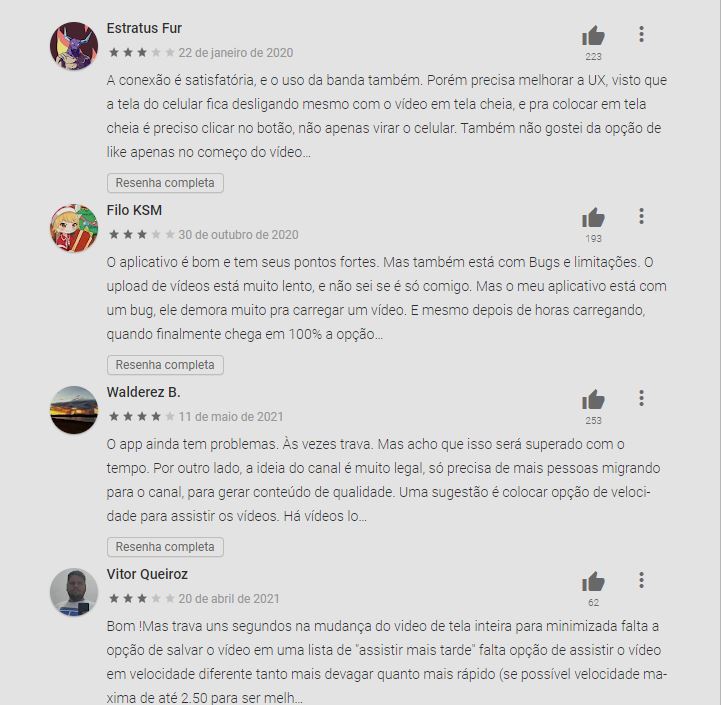 Estratus Fur
22 de janeiro de 2020
223
A conexão é satisfatória, e o uso da banda também. Porém precisa melhorar a UX, visto que
a tela do celular fica desligando mesmo com o vídeo em tela cheia, e pra colocar em tela
cheia é preciso clicar no botão, não apenas virar o celular. Também não gostei da opção de
like apenas no começo do vídeo...
Resenha completa
Filo KSM
30 de outubro de 2020
193
O aplicativo é bom e tem seus pontos fortes. Mas também está com Bugs e limitações. O
upload de vídeos está muito lento, e não sei se é só comigo. Mas o meu aplicativo está com
um bug, ele demora muito pra carregar um vídeo. E mesmo depois de horas carregando,
quando finalmente chega em 100% a opção...
Resenha completa
Walderez B.
11 de maio de 2021
253
O app ainda tem problemas. Às vezes trava. Mas acho que isso será superado com o
tempo. Por outro lado, a ideia do canal é muito legal, só precisa de mais pessoas migrando
para o canal, para gerar conteúdo de qualidade. Uma sugestão é colocar opção de veloci-
dade para assistir os vídeos. Há vídeos lo...
Resenha completa
Vitor Queiroz
20 de abril de 2021
62
Bom !Mas trava uns segundos na mudança do video de tela inteira para minimizada falta a
opção de salvar o vídeo em uma lista de "assistir mais tarde" falta opção de assistir o vídeo
em velocidade diferente tanto mais devagar quanto mais rápido (se possível velocidade ma-
xima de até 2.50 para ser melh...